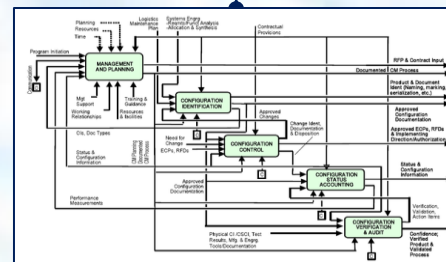 Planning
Resources
Time
Logistics
Maintenance
Plan
Systems Engrg
-Rqmnts/Funct Analysis
-Allocation & Synthesis
Contractual
Provisions
Program Initiation
MANAGEMENT
AND PLANNING
RFP & Contract Input
Documented CM Process
Product & Document
Ident (Naming, marking,
serialization, etc.)
Mgt
Support
Training &
Guidance
Working
Relationships
Resources
& facilities
CONFIGURATION
IDENTIFICATION
Approved
Configuration
Documentation
CIs, Doc Types
Approved
Changes
Change Ident,
Documentation
& Disposition
Approved ECPs, RFDs
& Implementing
Direction/Authorization
Need for
Change
ECPs, RFDs
CONFIGURATION
CONTROL
Status &
Configuration
Information
CM Planning
Documented
CM Process
Status &
Configuration
Information
CONFIGURATION
STATUS
ACCOUNTING
Approved
Configuration
Documentation
Performance
Measurements
Verification,
Validation,
Action Items
CONFIGURATION
VERIFICATION
& AUDIT
Physical CI /CSCI, Test
Results, Mfg. & Engrg
Tools/Documentation
Confidence;
Verified
Product &
Validated
Process